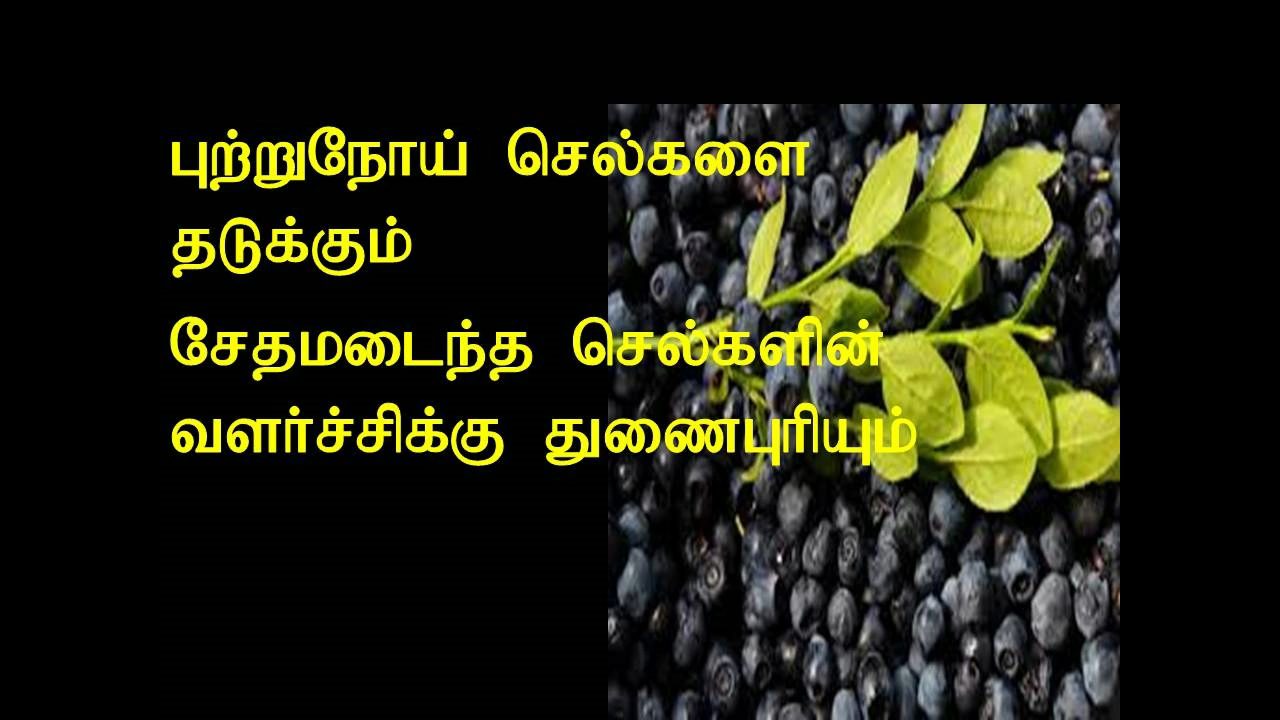 புற்றுநோய் செல்களை
தடுக்கும்
சேதமடைந்த செல்களின்
வளர்ச்சிக்கு துணைபுரியும்